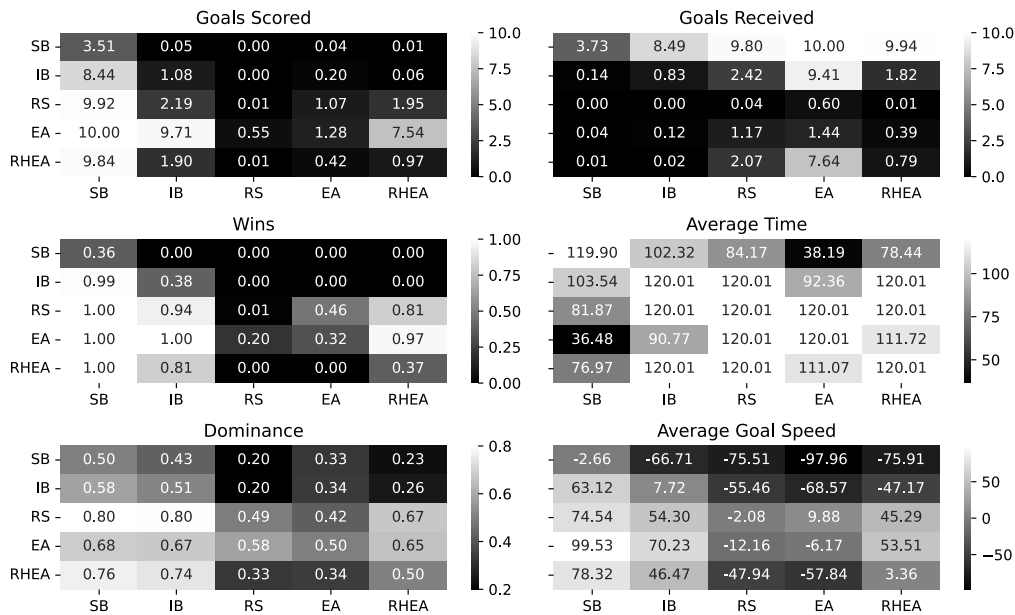 Goals Scored
SB 3.51 0.05 0.00 0.04 0.01 10.0
IB 8.44 1.08 0.00 0.20 0.06 7.5
RS 9.92 2.19 0.01 1.07 1.95 5.0
EA 10.00 9.71 0.55 1.28 7.54 2.5
RHEA 9.84 1.90 0.01 0.42 0.97 0.0
SB IB RS EA RHEA
Goals Received
3.73 8.49 9.80 10.00 9.94 10.0
0.14 0.83 2.42 9.41 1.82 7.5
0.00 0.00 0.04 0.60 0.01 5.0
0.04 0.12 1.17 1.44 0.39 2.5
0.01 0.02 2.07 7.64 0.79 0.0
SB IB RS EA RHEA
Wins
SB 0.36 0.00 0.00 0.00 0.00 1.00
IB 0.99 0.38 0.00 0.00 0.00 0.75
RS 1.00 0.94 0.01 0.46 0.81 0.50
EA 1.00 1.00 0.20 0.32 0.97 0.25
RHEA 1.00 0.81 0.00 0.00 0.37 0.00
SB IB RS EA RHEA
Average Time
119.90 102.32 84.17 38.19 78.44
103.54 120.01 120.01 92.36 120.01 100
81.87 120.01 120.01 120.01 120.01 75
36.48 90.77 120.01 120.01 111.72 50
76.97 120.01 120.01 111.07 120.01
SB IB RS EA RHEA
Dominance
SB 0.50 0.43 0.20 0.33 0.23 0.8
IB 0.58 0.51 0.20 0.34 0.26
RS 0.80 0.80 0.49 0.42 0.67 0.6
EA 0.68 0.67 0.58 0.50 0.65 0.4
RHEA 0.76 0.74 0.33 0.34 0.50 0.2
SB IB RS EA RHEA
Average Goal Speed
-2.66 -66.71 -75.51 -97.96 -75.91
63.12 7.72 -55.46 -68.57 -47.17 50
74.54 54.30 -2.08 9.88 45.29 0
99.53 70.23 -12.16 -6.17 53.51 −50
78.32 46.47 -47.94 -57.84 3.36 −100
SB IB RS EA RHEA